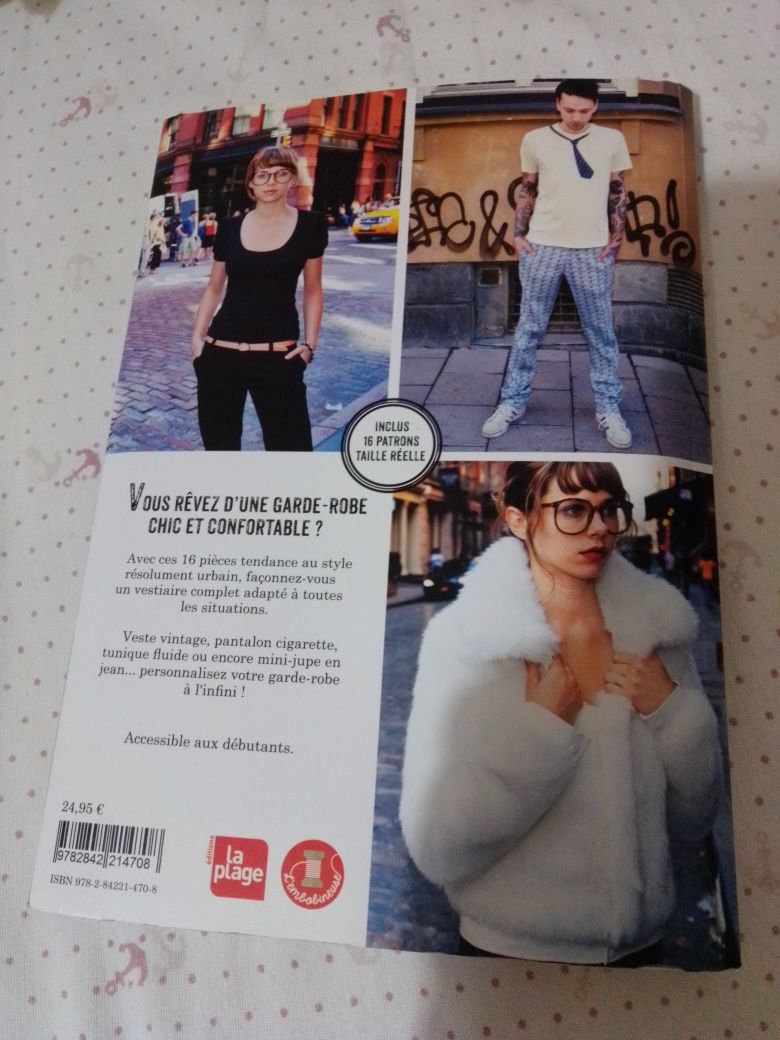 INCLUS
16 PATRONS
TAILLE RÉELLE
VOUS RÊVEZ D'UNE GARDE-ROBE
CHIC ET CONFORTABLE ?
Avec ces 16 pièces tendance au style
résolument urbain, façonnez-vous
un vestiaire complet adapté à toutes
les situations.
Veste vintage, pantalon cigarette,
tunique fluide ou encore mini-jupe en
jean... personnalisez votre garde-robe
à l'infini !
Accessible aux débutants.
24,95 €
9782842 214708
ISBN 978-2-84221-470-8
éditions
la
plage
L'embobineuse